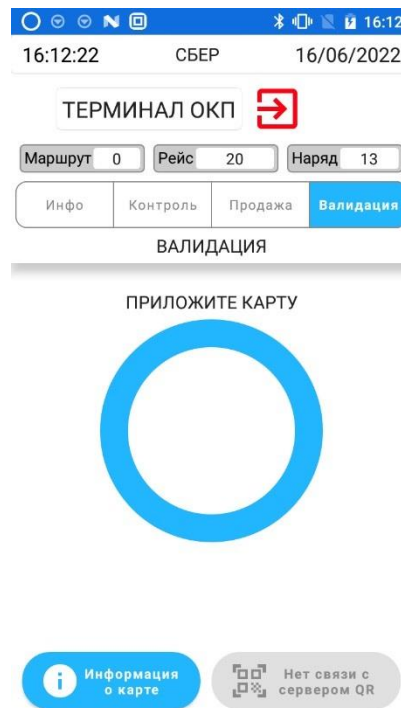 16:12
16:12:22 СБЕР 16/06/2022
ТЕРМИНАЛ ОКП
Маршрут 0 Рейс 20 Наряд 13
Инфо Контроль Продажа Валидация
ВАЛИДАЦИЯ
ПРИЛОЖИТЕ КАРТУ
Информация
о карте
Нет связи с
сервером QR